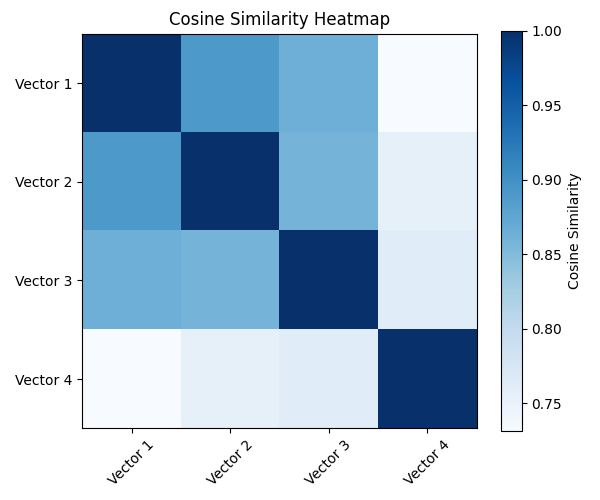 Cosine Similarity Heatmap
Vector 1
Vector 2
Vector 3
Vector 4
Vector 1
Vector 2
Vector 3
Vector 4
1.00
0.95
0.90
0.85
0.80
0.75
Cosine Similarity